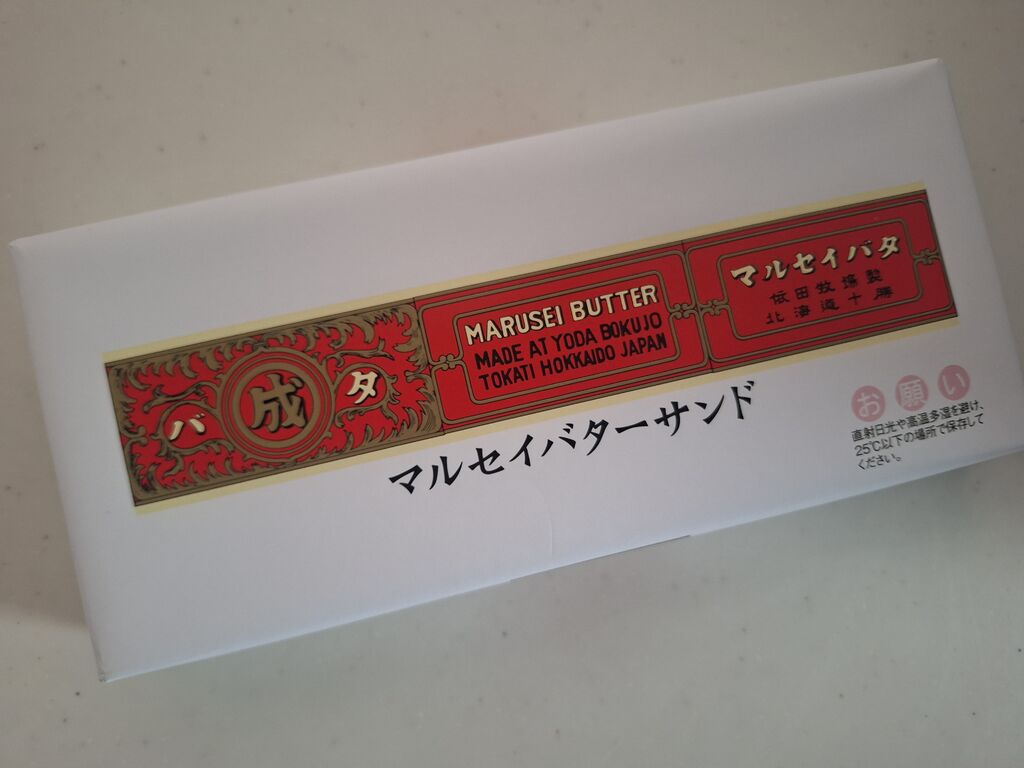 バ成タ
MARUSEI BUTTER
MADE AT YODA BOKUJO
TOKATI HOKKAIDO JAPAN
マルセイバタ
依田牧場製
北海道十勝
マルセイバターサンド
お願い
直射日光や高温多湿を避け、
25℃以下の場所で保存して
ください。